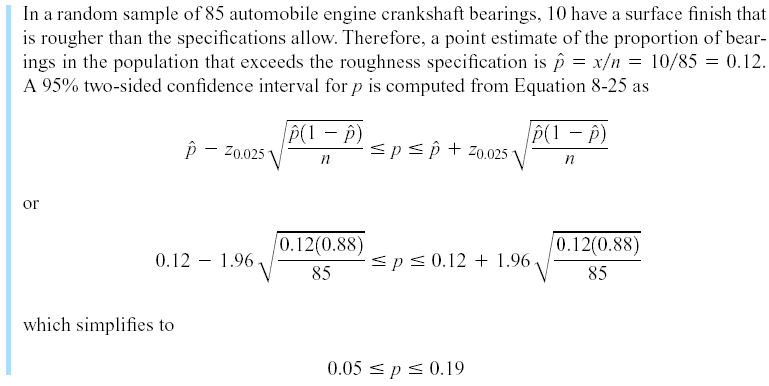 In a random sample of 85 automobile engine crankshaft bearings, 10 have a surface finish that
is rougher than the specifications allow. Therefore, a point estimate of the proportion of bear-
ings in the population that exceeds the roughness specification is p̂ = x/n = 10/85 = 0.12.
A 95% two-sided confidence interval for p is computed from Equation 8-25 as
p̂ − z0.025 √(p̂(1 − p̂)/n) ≤ p ≤ p̂ + z0.025 √(p̂(1 − p̂)/n)
or
0.12 − 1.96 √(0.12(0.88)/85) ≤ p ≤ 0.12 + 1.96 √(0.12(0.88)/85)
which simplifies to
0.05 ≤ p ≤ 0.19